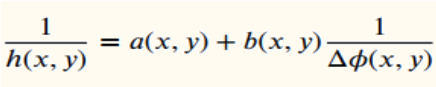 1/h(x, y) = a(x, y) + b(x, y) 1/Δϕ(x, y)